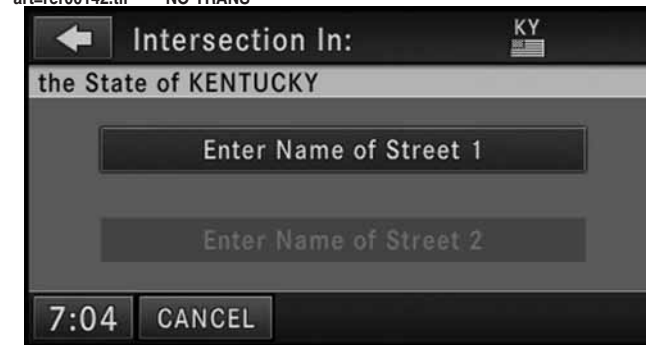 Intersection In:
KY
the State of KENTUCKY
Enter Name of Street 1
Enter Name of Street 2
7:04 CANCEL